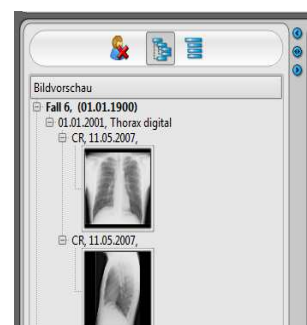 Bildvorschau
Fall 6, (01.01.1900)
01.01.2001, Thorax digital
CR, 11.05.2007,
CR, 11.05.2007,